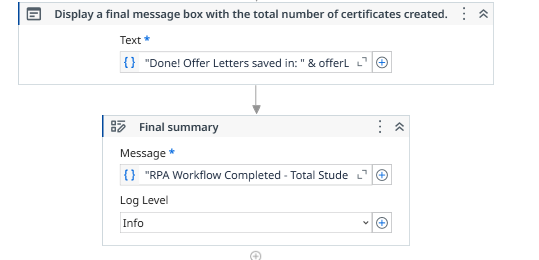 Display a final message box with the total number of certificates created.
Text *
{} "Done! Offer Letters saved in: " & offerL
Final summary
Message *
{} "RPA Workflow Completed - Total Stude
Log Level
Info